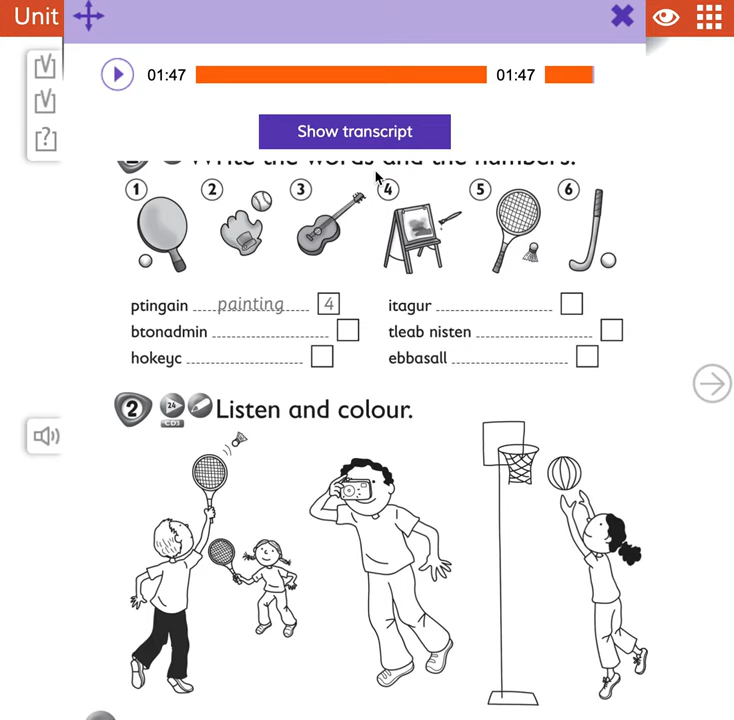 Unit
01:47 01:47
Show transcript
Write the words and the numbers.
1 2 3 4 5 6
ptingain painting 4 itagur
btonadmin tleab nisten
hokeyc ebbasall
2 24 Listen and colour.
CD3